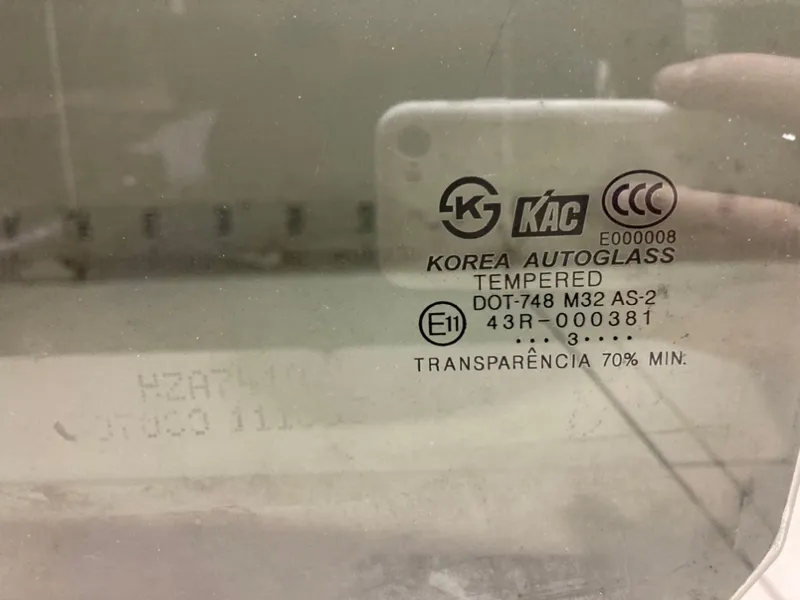 K KAC CCC
E000008
KOREA AUTOGLASS
TEMPERED
DOT-748 M32 AS-2
E11 43R-000381
••• 3••••
TRANSPARÊNCIA 70% MIN.